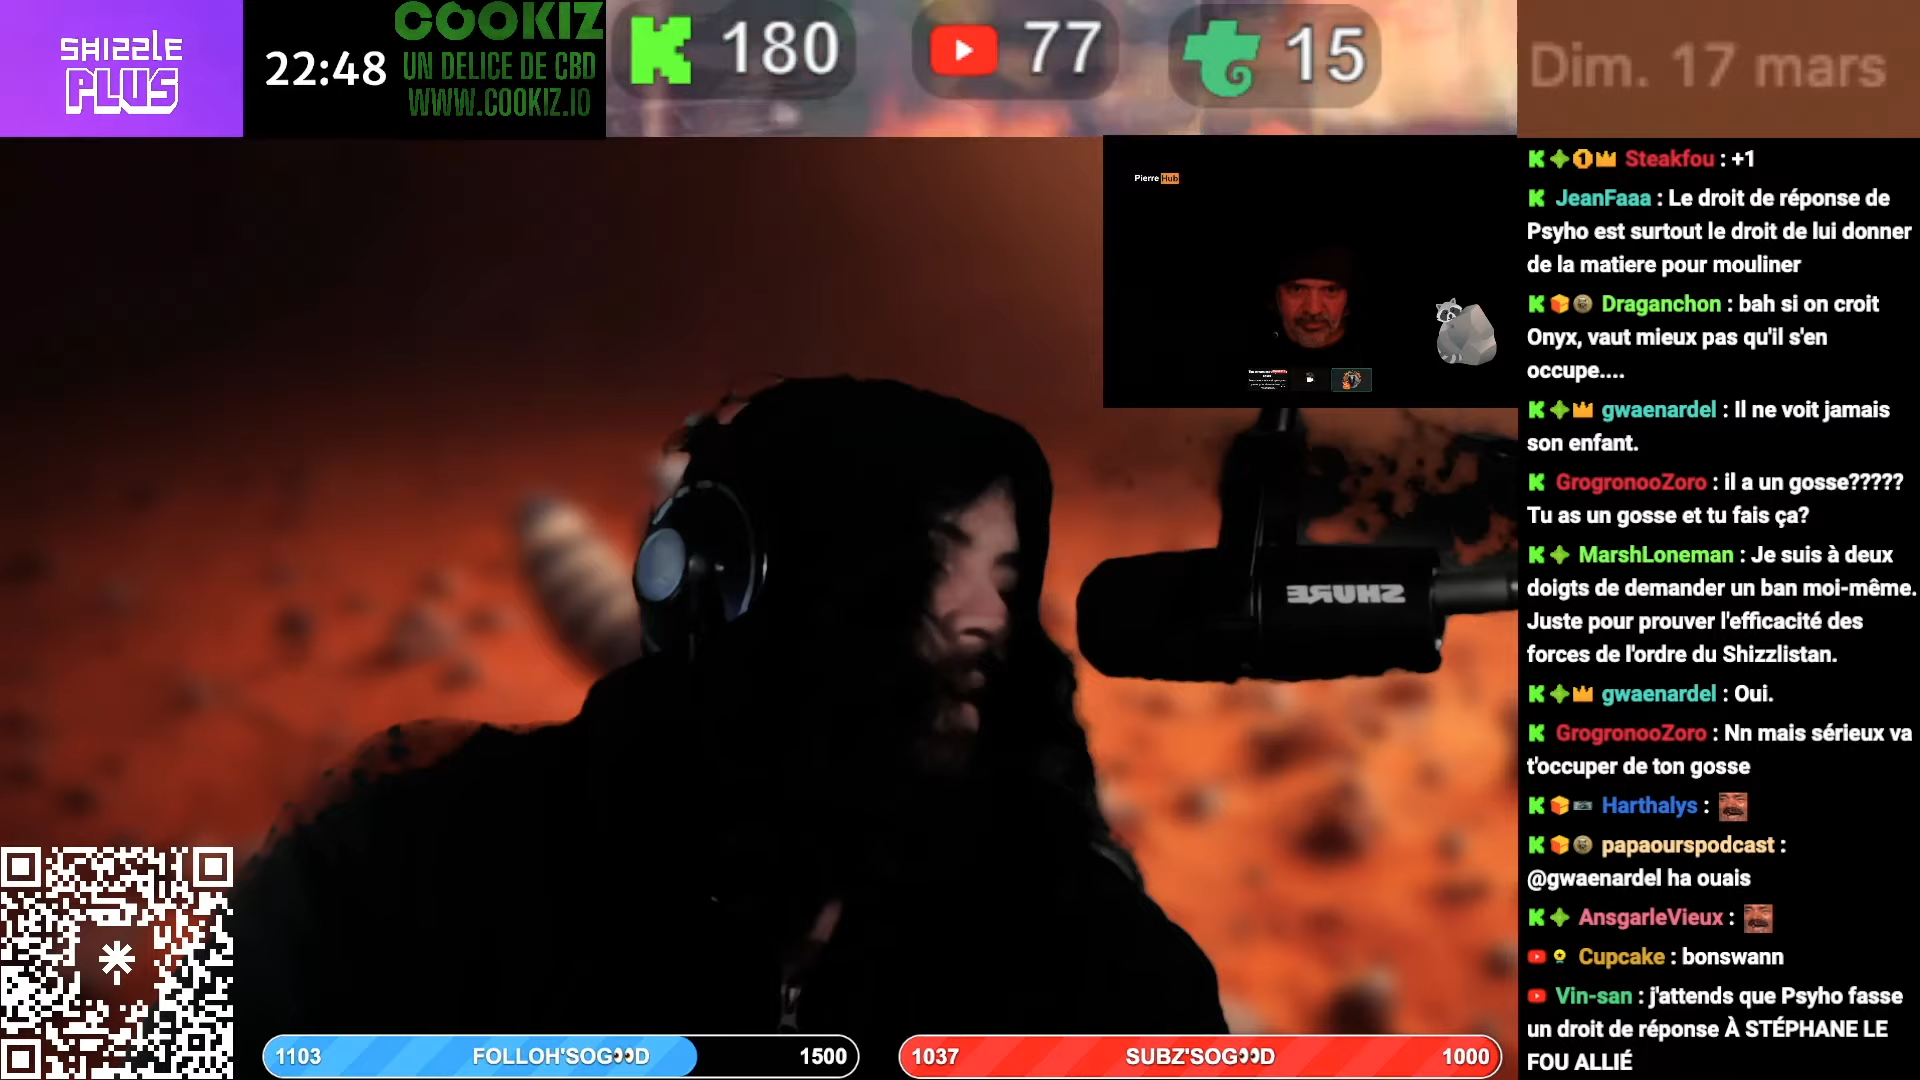 SHIZZLE
PLUS
22:48
COOKIZ
UN DELICE DE CBD
WWW.COOKIZ.IO
180
77
15
Dim. 17 mars
Pierre Hub
SHURE
Steakfou : +1
JeanFaaa : Le droit de réponse de
Psyho est surtout le droit de lui donner
de la matiere pour mouliner
Draganchon : bah si on croit
Onyx, vaut mieux pas qu'il s'en
occupe....
gwaenardel : Il ne voit jamais
son enfant.
GrogronooZoro : il a un gosse?????
Tu as un gosse et tu fais ça?
MarshLoneman : Je suis à deux
doigts de demander un ban moi-même.
Juste pour prouver l'efficacité des
forces de l'ordre du Shizzlistan.
gwaenardel : Oui.
GrogronooZoro : Nn mais sérieux va
t'occuper de ton gosse
Harthalys :
papaourspodcast :
@gwaenardel ha ouais
AnsgarleVieux :
Cupcake : bonswann
Vin-san : j'attends que Psyho fasse
un droit de réponse À STÉPHANE LE
FOU ALLIÉ
1103 FOLLOH'SOG👀D 1500
1037 SUBZ'SOG👀D 1000